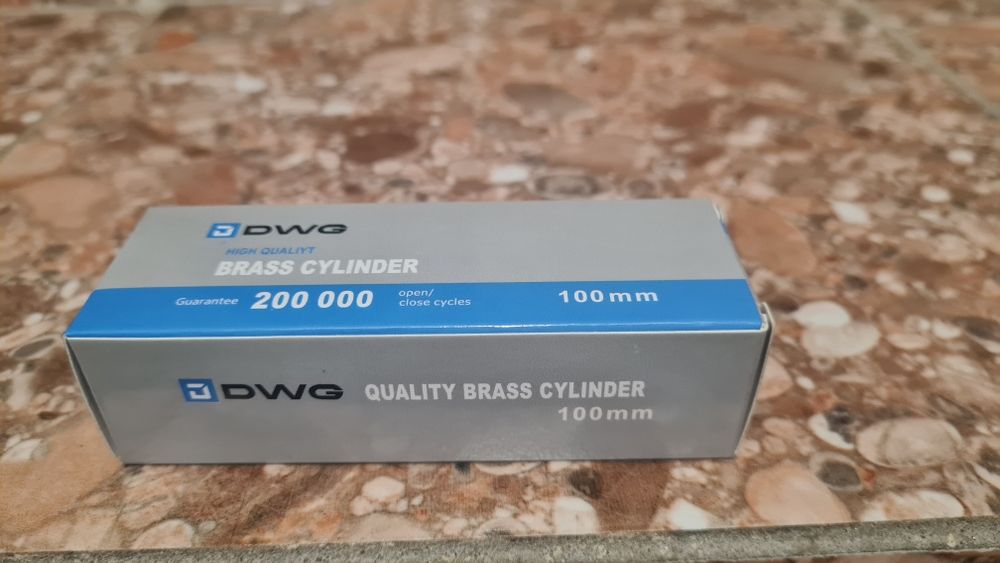 DWG
HIGH QUALIYT
BRASS CYLINDER
Guarantee 200 000 open/
close cycles
100mm
DWG QUALITY BRASS CYLINDER
100mm